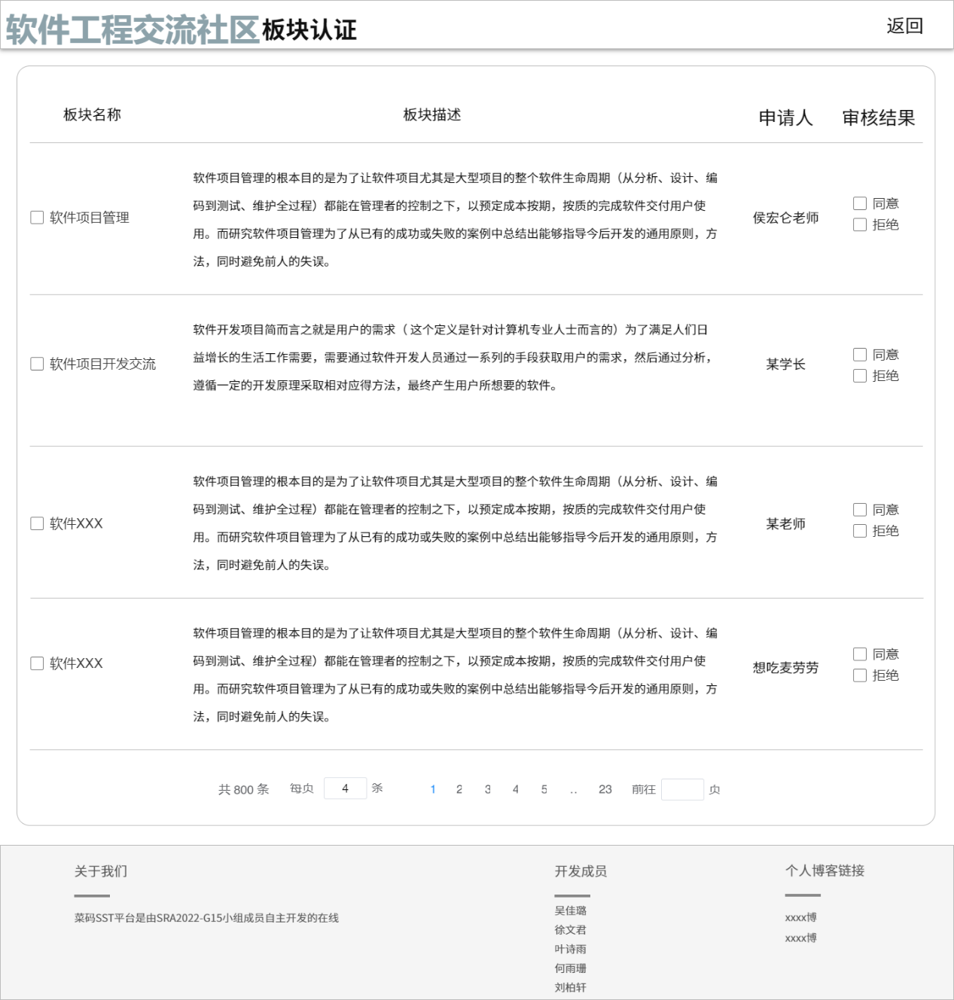 软件工程交流社区板块认证
返回
板块名称
板块描述
申请人
审核结果
软件项目管理
软件项目管理的根本目的是为了让软件项目尤其是大型项目的整个软件生命周期（从分析、设计、编
码到测试、维护全过程）都能在管理者的控制之下，以预定成本按期，按质的完成软件交付用户使
用。而研究软件项目管理为了从已有的成功或失败的案例中总结出能够指导今后开发的通用原则，方
法，同时避免前人的失误。
侯宏仑老师
同意
拒绝
软件项目开发交流
软件开发项目简而言之就是用户的需求（ 这个定义是针对计算机专业人士而言的）为了满足人们日
益增长的生活工作需要，需要通过软件开发人员通过一系列的手段获取用户的需求，然后通过分析，
遵循一定的开发原理采取相对应得方法，最终产生用户所想要的软件。
某学长
同意
拒绝
软件XXX
软件项目管理的根本目的是为了让软件项目尤其是大型项目的整个软件生命周期（从分析、设计、编
码到测试、维护全过程）都能在管理者的控制之下，以预定成本按期，按质的完成软件交付用户使
用。而研究软件项目管理为了从已有的成功或失败的案例中总结出能够指导今后开发的通用原则，方
法，同时避免前人的失误。
某老师
同意
拒绝
软件XXX
软件项目管理的根本目的是为了让软件项目尤其是大型项目的整个软件生命周期（从分析、设计、编
码到测试、维护全过程）都能在管理者的控制之下，以预定成本按期，按质的完成软件交付用户使
用。而研究软件项目管理为了从已有的成功或失败的案例中总结出能够指导今后开发的通用原则，方
法，同时避免前人的失误。
想吃麦劳劳
同意
拒绝
共 800 条 每页 4 条 1 2 3 4 5 .. 23 前往 页
关于我们
菜码SST平台是由SRA2022-G15小组成员自主开发的在线
开发成员
吴佳璐
徐文君
叶诗雨
何雨珊
刘柏轩
个人博客链接
xxxx博
xxxx博